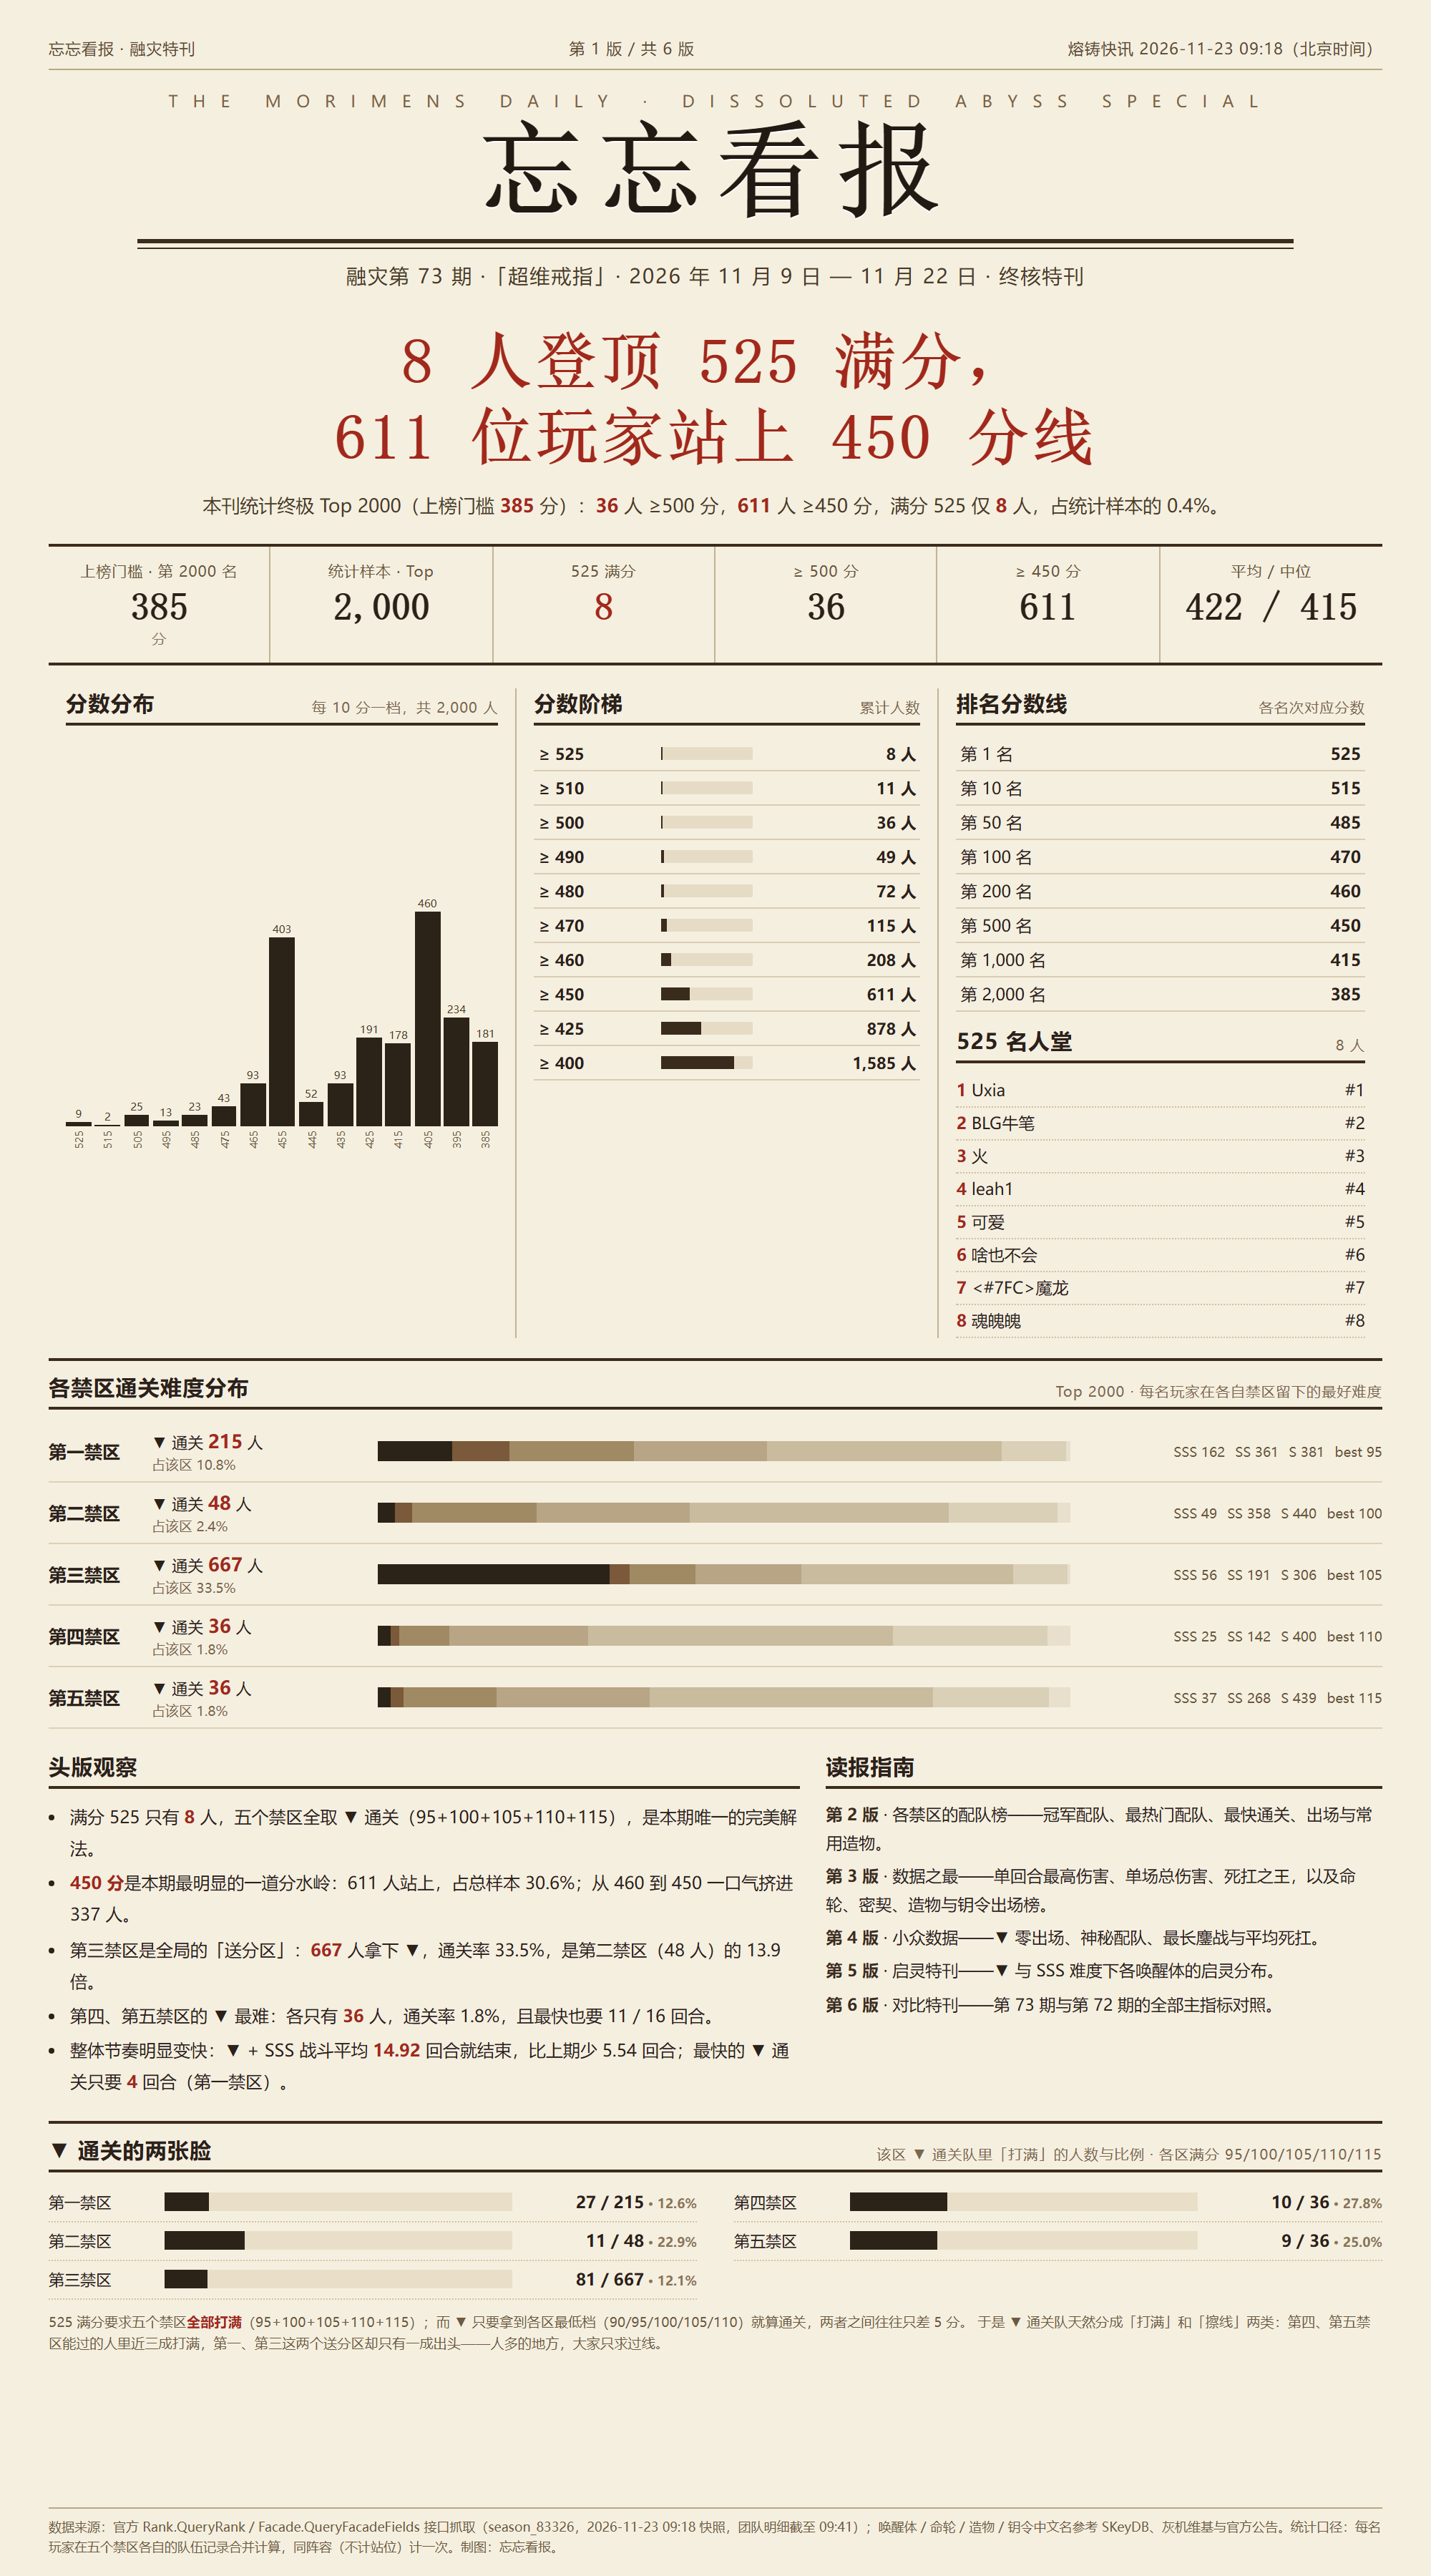 忘忘看报 · 融灾特刊
第 1 版 / 共 6 版
熔铸快讯 2026-11-23 09:18（北京时间）
THE MORIMENS DAILY · DISSOLUTED ABYSS SPECIAL
忘忘看报
融灾第 73 期 ·「超维戒指」· 2026 年 11 月 9 日 — 11 月 22 日 · 终核特刊
8 人登顶 525 满分，
611 位玩家站上 450 分线
本刊统计终极 Top 2000（上榜门槛 385 分）：36 人 ≥500 分，611 人 ≥450 分，满分 525 仅 8 人，占统计样本的 0.4%。
上榜门槛 · 第 2000 名
385
分
统计样本 · Top
2,000
525 满分
8
≥ 500 分
36
≥ 450 分
611
平均 / 中位
422 / 415
分数分布
每 10 分一档，共 2,000 人
460
403
234
191
181
178
93
93
52
43
25
23
13
9
2
525 515 505 495 485 475 465 455 445 435 425 415 405 395 385
分数阶梯
累计人数
≥ 525 8 人
≥ 510 11 人
≥ 500 36 人
≥ 490 49 人
≥ 480 72 人
≥ 470 115 人
≥ 460 208 人
≥ 450 611 人
≥ 425 878 人
≥ 400 1,585 人
排名分数线
各名次对应分数
第 1 名 525
第 10 名 515
第 50 名 485
第 100 名 470
第 200 名 460
第 500 名 450
第 1,000 名 415
第 2,000 名 385
525 名人堂
8 人
1 Uxia #1
2 BLG牛笔 #2
3 火 #3
4 leah1 #4
5 可爱 #5
6 啥也不会 #6
7 <#7FC>魔龙 #7
8 魂魄魄 #8
各禁区通关难度分布
Top 2000 · 每名玩家在各自禁区留下的最好难度
第一禁区
▼ 通关 215 人
占该区 10.8%
SSS 162 SS 361 S 381 best 95
第二禁区
▼ 通关 48 人
占该区 2.4%
SSS 49 SS 358 S 440 best 100
第三禁区
▼ 通关 667 人
占该区 33.5%
SSS 56 SS 191 S 306 best 105
第四禁区
▼ 通关 36 人
占该区 1.8%
SSS 25 SS 142 S 400 best 110
第五禁区
▼ 通关 36 人
占该区 1.8%
SSS 37 SS 268 S 439 best 115
头版观察
• 满分 525 只有 8 人，五个禁区全取 ▼ 通关（95+100+105+110+115），是本期唯一的完美解
法。
• 450 分是本期最明显的一道分水岭：611 人站上，占总样本 30.6%；从 460 到 450 一口气挤进
337 人。
• 第三禁区是全局的「送分区」：667 人拿下 ▼，通关率 33.5%，是第二禁区（48 人）的 13.9
倍。
• 第四、第五禁区的 ▼ 最难：各只有 36 人，通关率 1.8%，且最快也要 11 / 16 回合。
• 整体节奏明显变快：▼ + SSS 战斗平均 14.92 回合就结束，比上期少 5.54 回合；最快的 ▼ 通
关只要 4 回合（第一禁区）。
读报指南
第 2 版 · 各禁区的配队榜——冠军配队、最热门配队、最快通关、出场与常
用造物。
第 3 版 · 数据之最——单回合最高伤害、单场总伤害、死扛之王，以及命
轮、密契、造物与钥令出场榜。
第 4 版 · 小众数据——▼ 零出场、神秘配队、最长鏖战与平均死扛。
第 5 版 · 启灵特刊——▼ 与 SSS 难度下各唤醒体的启灵分布。
第 6 版 · 对比特刊——第 73 期与第 72 期的全部主指标对照。
▼ 通关的两张脸
该区 ▼ 通关队里「打满」的人数与比例 · 各区满分 95/100/105/110/115
第一禁区 27 / 215 • 12.6%
第二禁区 11 / 48 • 22.9%
第三禁区 81 / 667 • 12.1%
第四禁区 10 / 36 • 27.8%
第五禁区 9 / 36 • 25.0%
525 满分要求五个禁区全部打满（95+100+105+110+115）；而 ▼ 只要拿到各区最低档（90/95/100/105/110）就算通关，两者之间往往只差 5 分。 于是 ▼ 通关队天然分成「打满」和「擦线」两类：第四、第五禁
区能过的人里近三成打满，第一、第三这两个送分区却只有一成出头——人多的地方，大家只求过线。
数据来源：官方 Rank.QueryRank / Facade.QueryFacadeFields 接口抓取（season_83326，2026-11-23 09:18 快照，团队明细截至 09:41）；唤醒体 / 命轮 / 造物 / 钥令中文名参考 SKeyDB、灰机维基与官方公告。统计口径：每名
玩家在五个禁区各自的队伍记录合并计算，同阵容（不计站位）计一次。制图：忘忘看报。